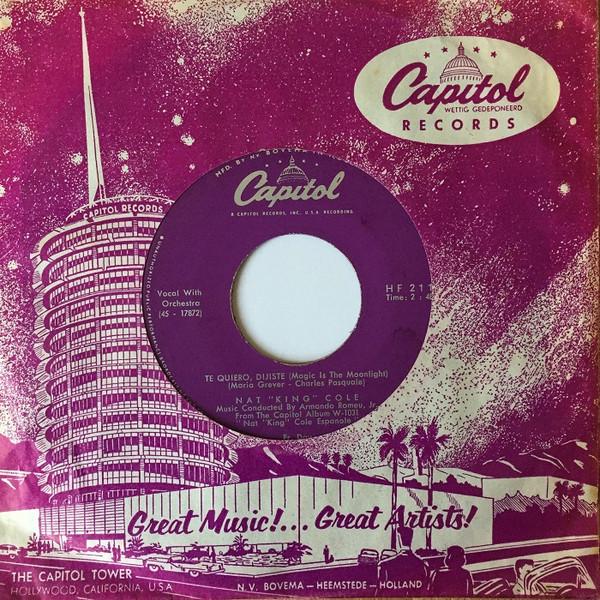 Capitol
WETTIG GEDEPONEERD
RECORDS
CAPITOL RECORDS
MFD. BY N.V. BOVEMA
Capitol
A CAPITOL RECORDS, INC. U.S.A. RECORDING
Vocal With
Orchestra
(45 - 17872)
HF 21
Time: 2 :
TE QUIERO, DIJISTE (Magic Is The Moonlight)
(Maria Grever - Charles Pasquale)
NAT "KING" COLE
Music Conducted By Armando Romeu, Jr.
From The Capitol Album W-1031
"Nat "King" Cole Espanole
Great Music!... Great Artists!
THE CAPITOL TOWER
HOLLYWOOD, CALIFORNIA, U.S.A
N.V. BOVEMA — HEEMSTEDE — HOLLAND